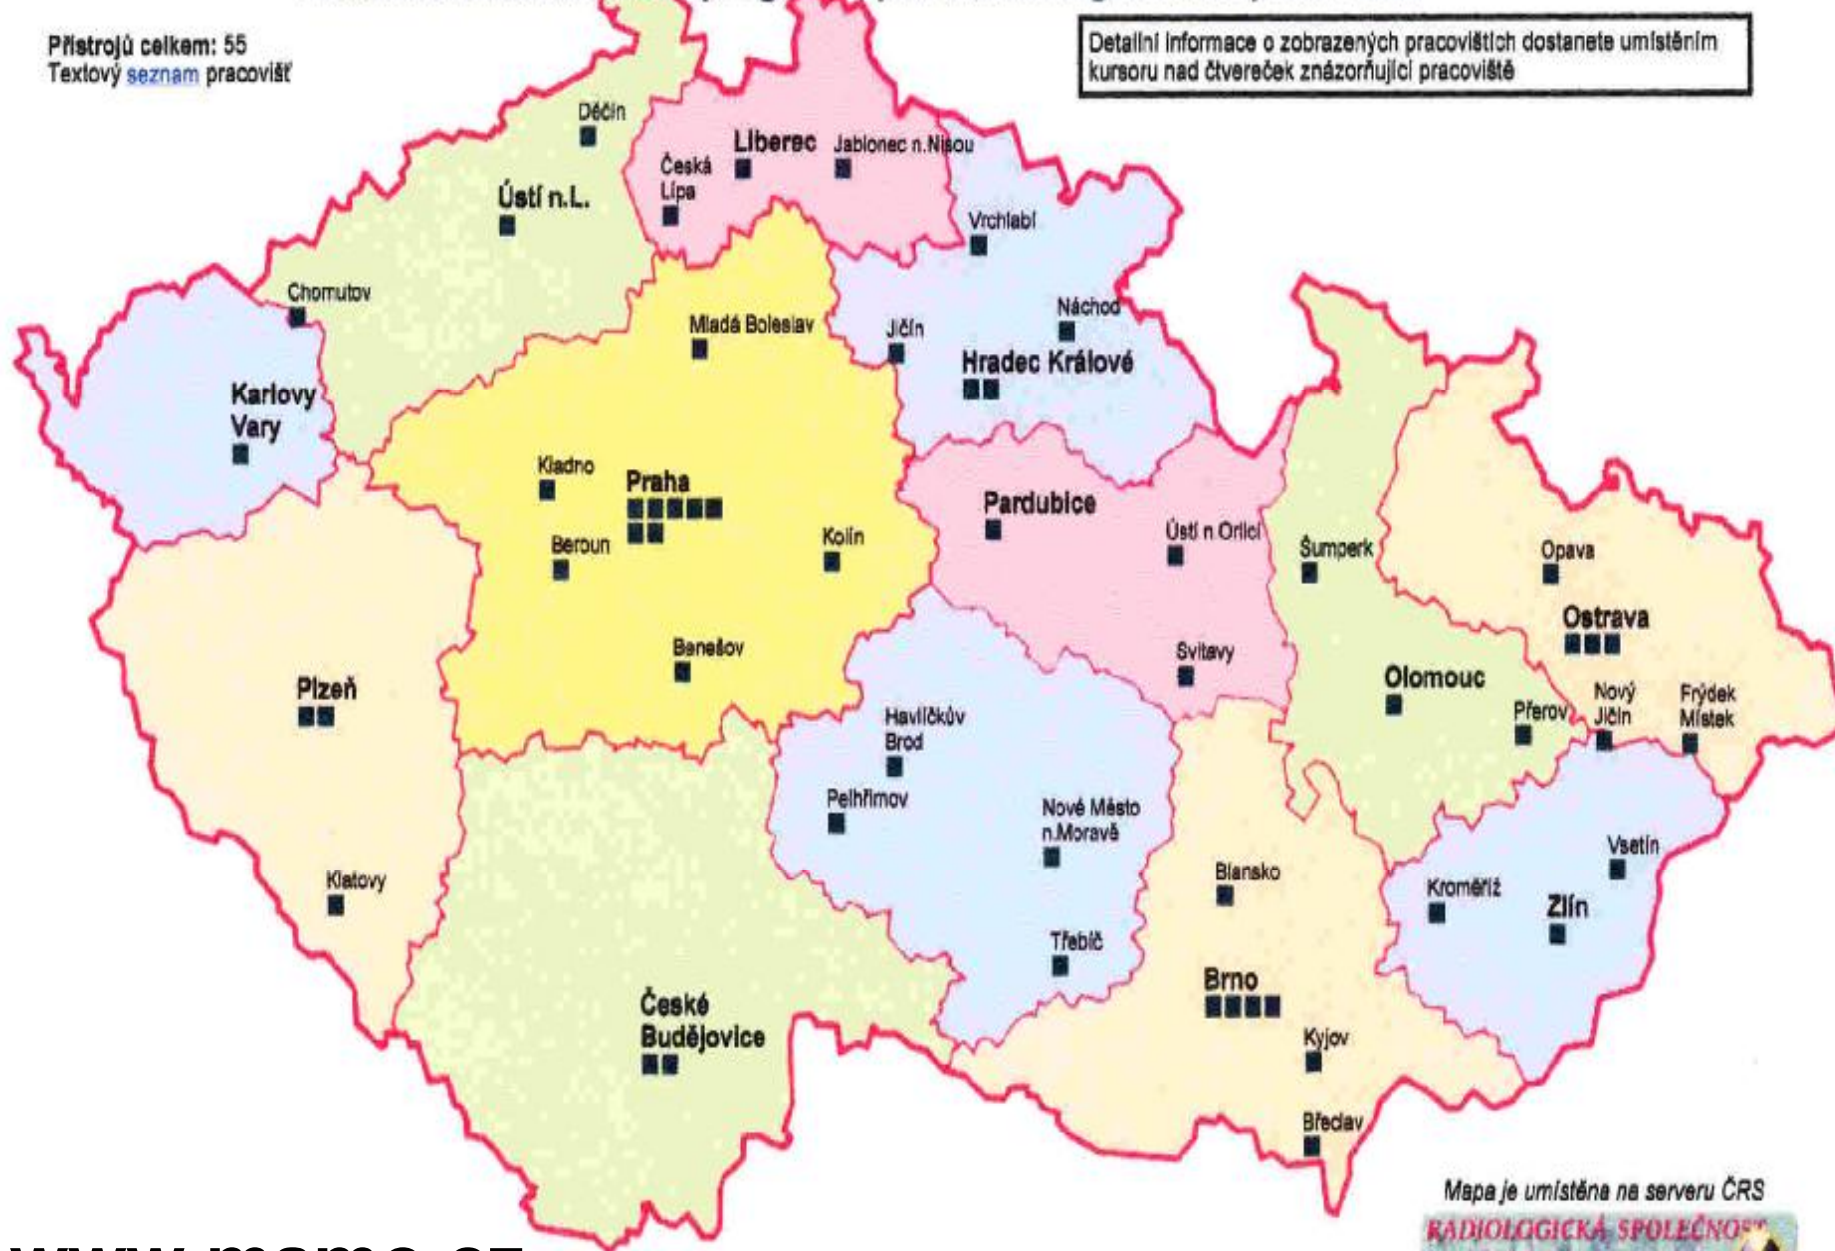 Přístrojů celkem: 55
Textový seznam pracovišť
Detailní informace o zobrazených pracovištích dostanete umístěním
kursoru nad čtvereček znázorňující pracoviště
Děčín
Liberec
Jablonec n.Nisou
Česká
Lípa
Ústí n.L.
Vrchlabí
Chomutov
Náchod
Mladá Boleslav
Jičín
Hradec Králové
Karlovy
Vary
Kladno
Praha
Pardubice
Ústí n.Orlicí
Beroun
Kolín
Šumperk
Opava
Ostrava
Benešov
Svitavy
Olomouc
Plzeň
Nový
Jičín
Frýdek
Místek
Přerov
Havlíčkův
Brod
Pelhřimov
Nové Město
n.Moravě
Vsetín
Klatovy
Blansko
Kroměříž
Zlín
Třebíč
Brno
České
Budějovice
Kyjov
Břeclav
Mapa je umístěna na serveru ČRS
RADIOLOGICKÁ SPOLEČNOST